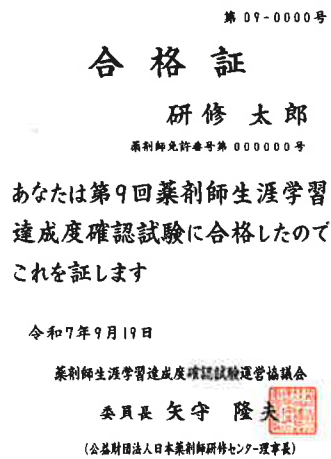 第 09-0000号
合格証
研修 太郎
薬剤師免許番号第 000000 号
あなたは第9回薬剤師生涯学習
達成度確認試験に合格したので
これを証します
令和7年9月19日
薬剤師生涯学習達成度確認試験運営協議会
委員長 矢守 隆夫
(公益財団法人日本薬剤師研修センター理事長)